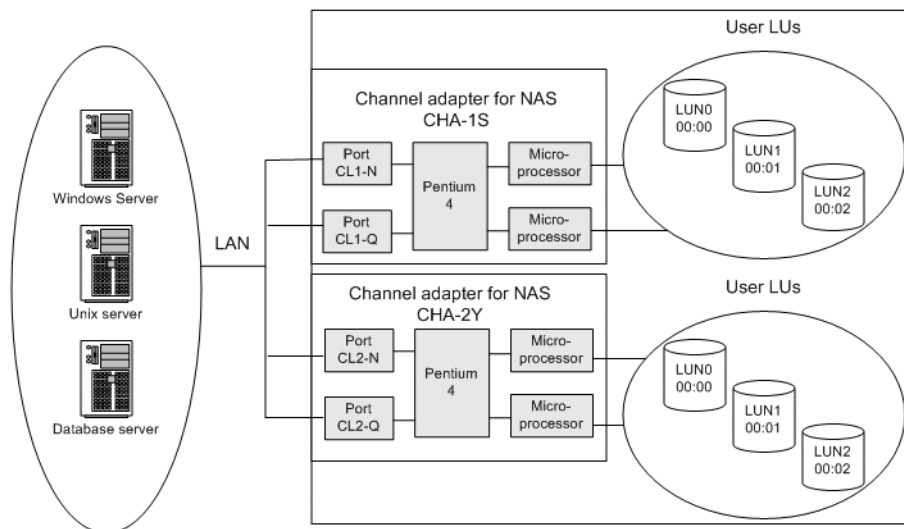 User LUs
Channel adapter for NAS
CHA-1S
Port
CL1-N
Pentium
4
Micro-
processor
Port
CL1-Q
Micro-
processor
LUN0
00:00
LUN1
00:01
LUN2
00:02
Windows Server
Unix server
Database server
LAN
User LUs
Channel adapter for NAS
CHA-2Y
Port
CL2-N
Pentium
4
Micro-
processor
Port
CL2-Q
Micro-
processor
LUN0
00:00
LUN1
00:01
LUN2
00:02